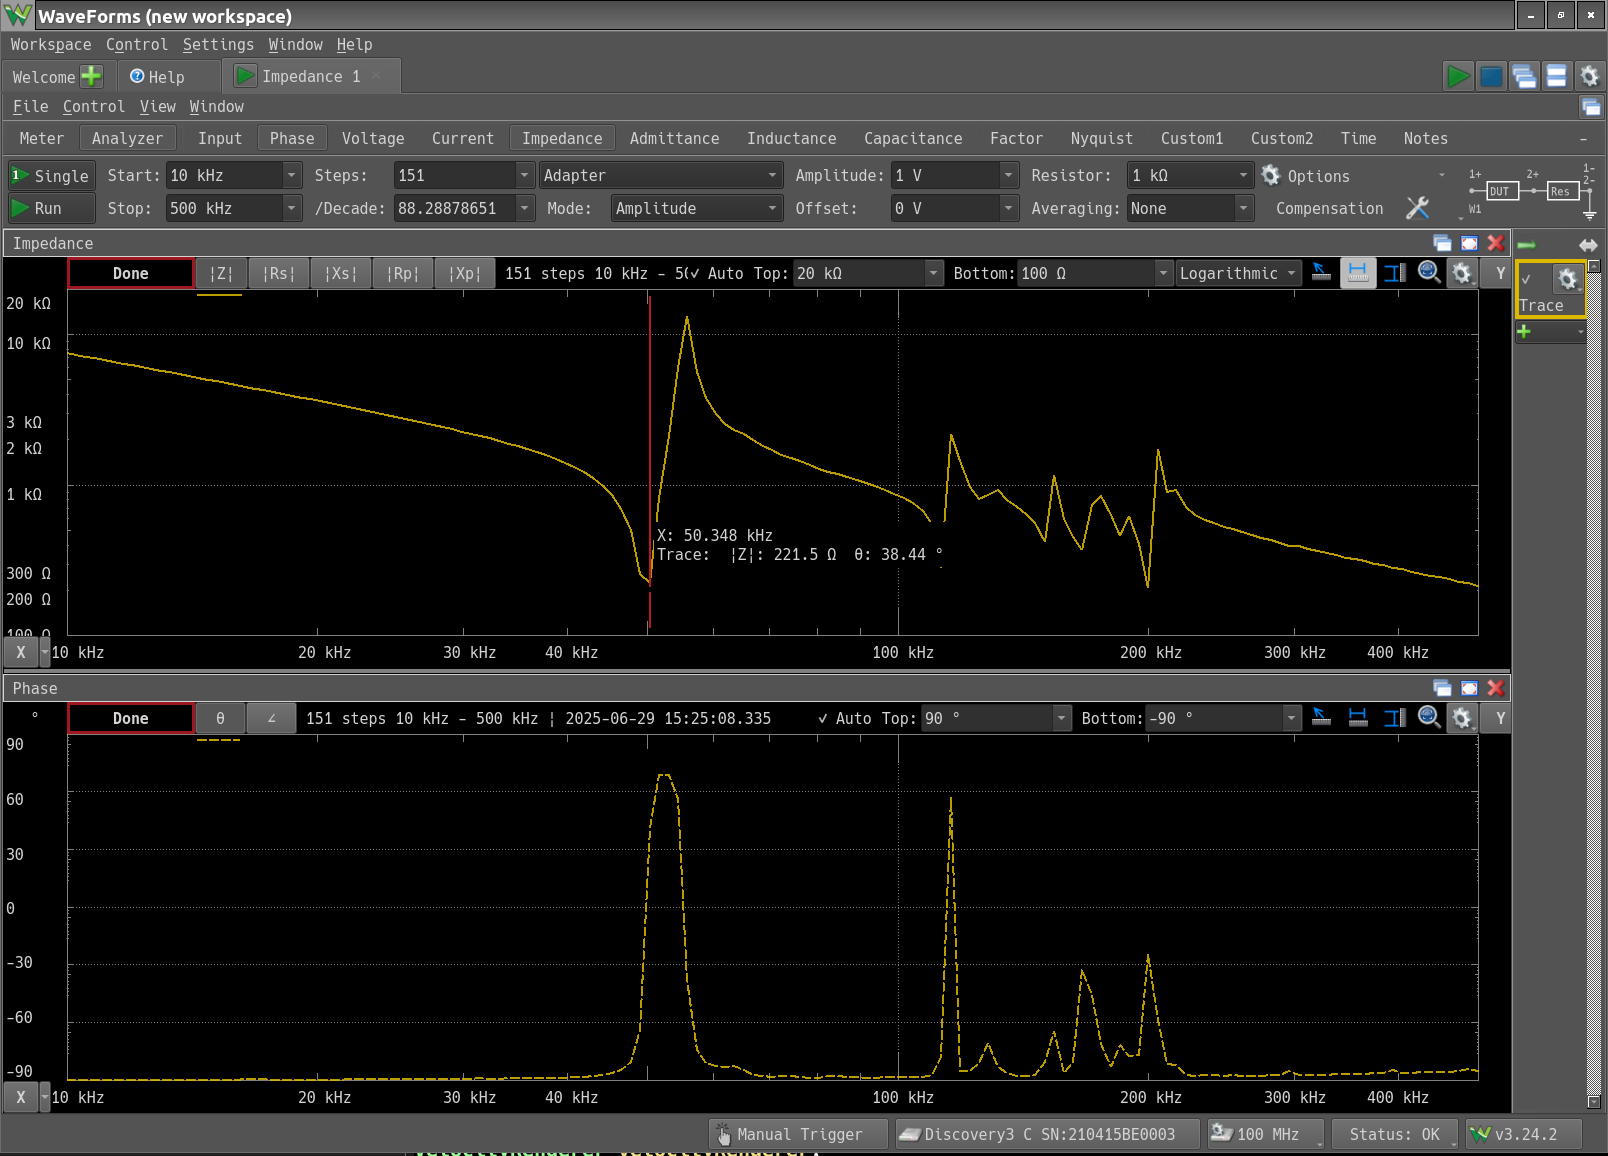 WaveForms (new workspace)
Workspace Control Settings Window Help
Welcome Help Impedance 1
File Control View Window
Meter Analyzer Input Phase Voltage Current Impedance Admittance Inductance Capacitance Factor Nyquist Custom1 Custom2 Time Notes
Single Start: 10 kHz Steps: 151 Adapter Amplitude: 1 V Resistor: 1 kΩ Options
Run Stop: 500 kHz /Decade: 88.28878651 Mode: Amplitude Offset: 0 V Averaging: None Compensation
1+ 2+ 1- 2-
DUT Res
W1
Impedance
Done |Z| |Rs| |Xs| |Rp| |Xp| 151 steps 10 kHz - 50 ✓ Auto Top: 20 kΩ Bottom: 100 Ω Logarithmic Y
✓
Trace
20 kΩ
10 kΩ
3 kΩ
2 kΩ
1 kΩ
X: 50.348 kHz
Trace: ¦Z¦: 221.5 Ω θ: 38.44 °
300 Ω
200 Ω
100 Ω
X 10 kHz 20 kHz 30 kHz 40 kHz 100 kHz 200 kHz 300 kHz 400 kHz
Phase
° Done θ ∠ 151 steps 10 kHz - 500 kHz ¦ 2025-06-29 15:25:08.335 ✓ Auto Top: 90 ° Bottom: -90 ° Y
90
60
30
0
-30
-60
-90
X 10 kHz 20 kHz 30 kHz 40 kHz 100 kHz 200 kHz 300 kHz 400 kHz
Manual Trigger Discovery3 C SN:210415BE0003 100 MHz Status: OK v3.24.2